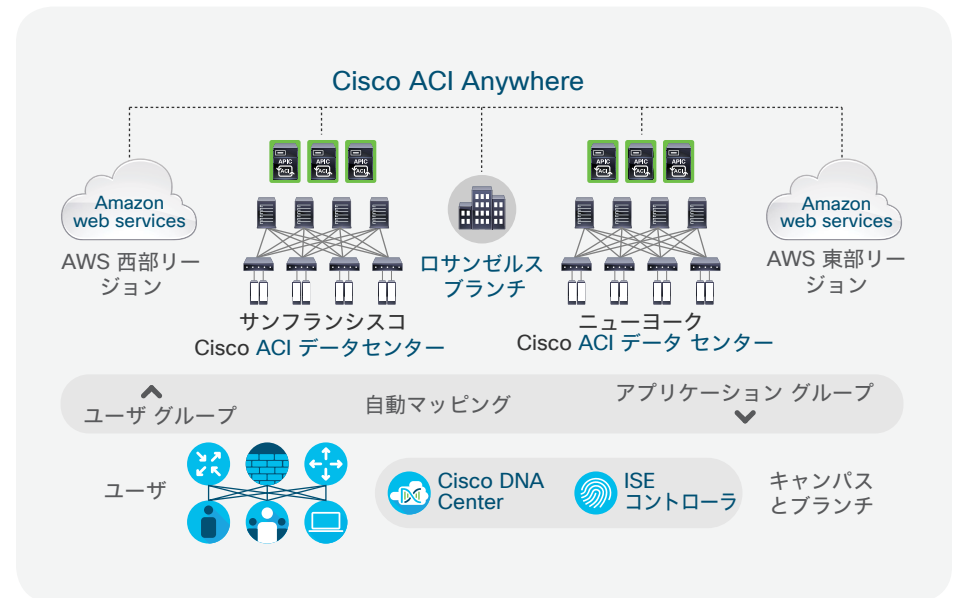 Cisco ACI Anywhere
APIC
ACI
APIC
ACI
APIC
ACI
APIC
ACI
APIC
ACI
APIC
ACI
Amazon
web services
AWS 西部リー
ジョン
サンフランシスコ
Cisco ACI データセンター
ロサンゼルス
ブランチ
ニューヨーク
Cisco ACI データ センター
Amazon
web services
AWS 東部リー
ジョン
ユーザ グループ
自動マッピング
アプリケーション グループ
ユーザ
Cisco DNA
Center
ISE
コントローラ
キャンパス
とブランチ